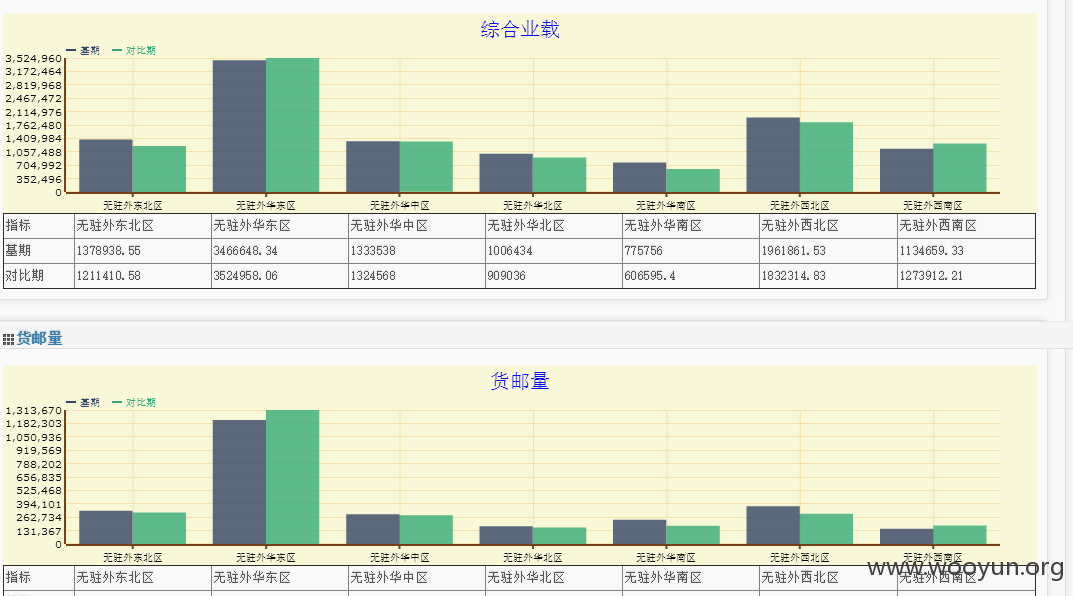 综合业载
基期 对比期
3,524,960
3,172,464
2,819,968
2,467,472
2,114,976
1,762,480
1,409,984
1,057,488
704,992
352,496
0
无驻外东北区 无驻外华东区 无驻外华中区 无驻外华北区 无驻外华南区 无驻外西北区 无驻外西南区
指标 无驻外东北区 无驻外华东区 无驻外华中区 无驻外华北区 无驻外华南区 无驻外西北区 无驻外西南区
基期 1378938.55 3466648.34 1333538 1006434 775756 1961861.53 1134659.33
对比期 1211410.58 3524958.06 1324568 909036 606595.4 1832314.83 1273912.21
货邮量
货邮量
基期 对比期
1,313,670
1,182,303
1,050,936
919,569
788,202
656,835
525,468
394,101
262,734
131,367
0
无驻外东北区 无驻外华东区 无驻外华中区 无驻外华北区 无驻外华南区 无驻外西北区 无驻外西南区
指标 无驻外东北区 无驻外华东区 无驻外华中区 无驻外华北区 无驻外华南区 无驻外西北区 无驻外西南区
www.wooyun.org